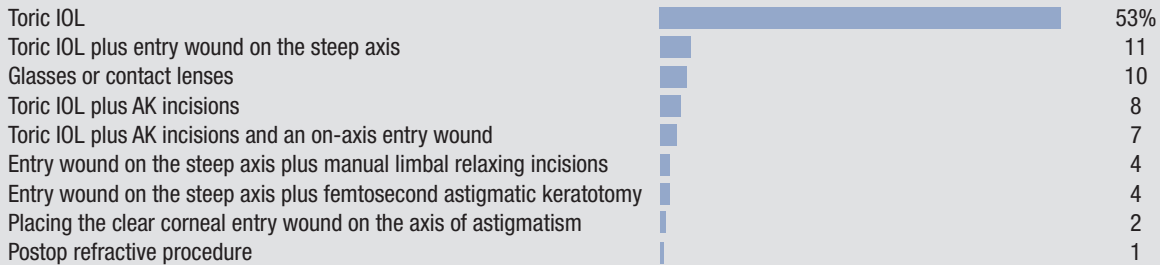 Toric IOL 53%
Toric IOL plus entry wound on the steep axis 11
Glasses or contact lenses 10
Toric IOL plus AK incisions 8
Toric IOL plus AK incisions and an on-axis entry wound 7
Entry wound on the steep axis plus manual limbal relaxing incisions 4
Entry wound on the steep axis plus femtosecond astigmatic keratotomy 4
Placing the clear corneal entry wound on the axis of astigmatism 2
Postop refractive procedure 1